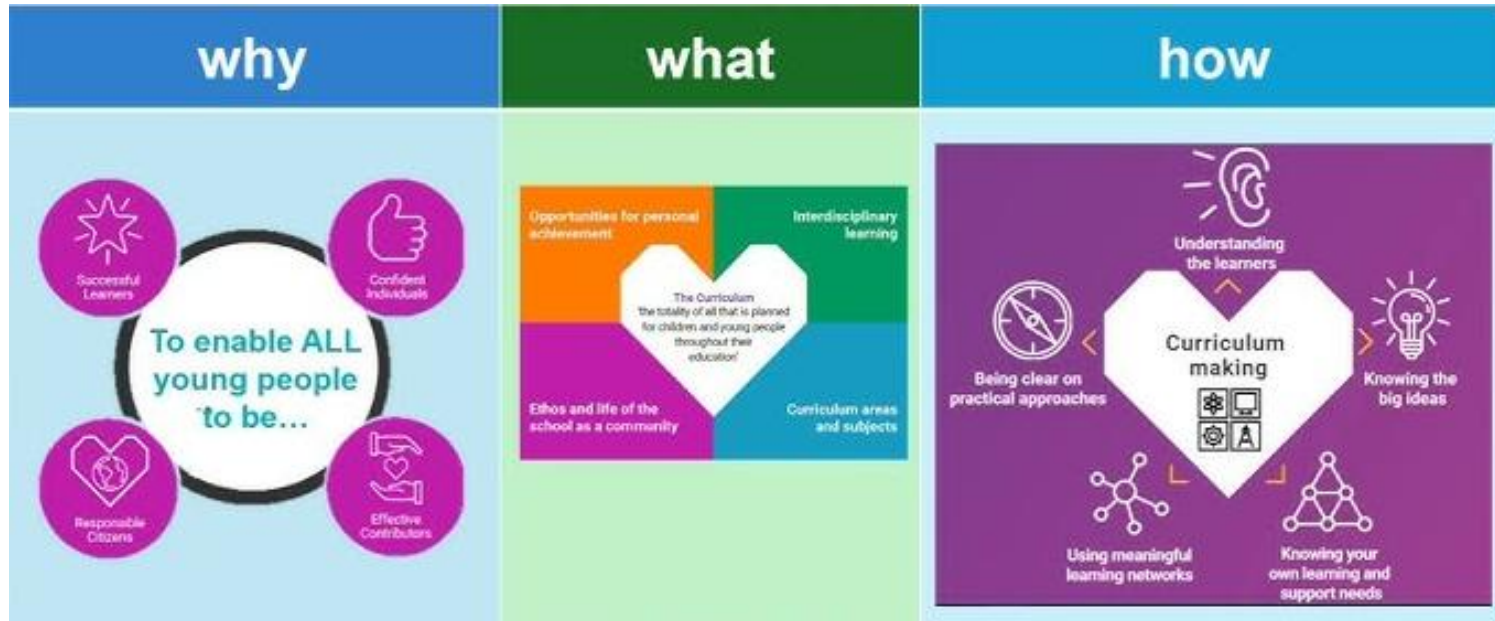 why
what
how
Successful
Learners
Confident
Individuals
To enable ALL
young people
to be...
Responsible
Citizens
Effective
Contributors
Opportunities for personal
achievement
Interdisciplinary
learning
The Curriculum
'the totality of all that is planned
for children and young people
throughout their
education'
Ethos and life of the
school as a community
Curriculum areas
and subjects
Understanding
the learners
Being clear on
practical approaches
Curriculum
making
Knowing the
big ideas
Using meaningful
learning networks
Knowing your
own learning and
support needs